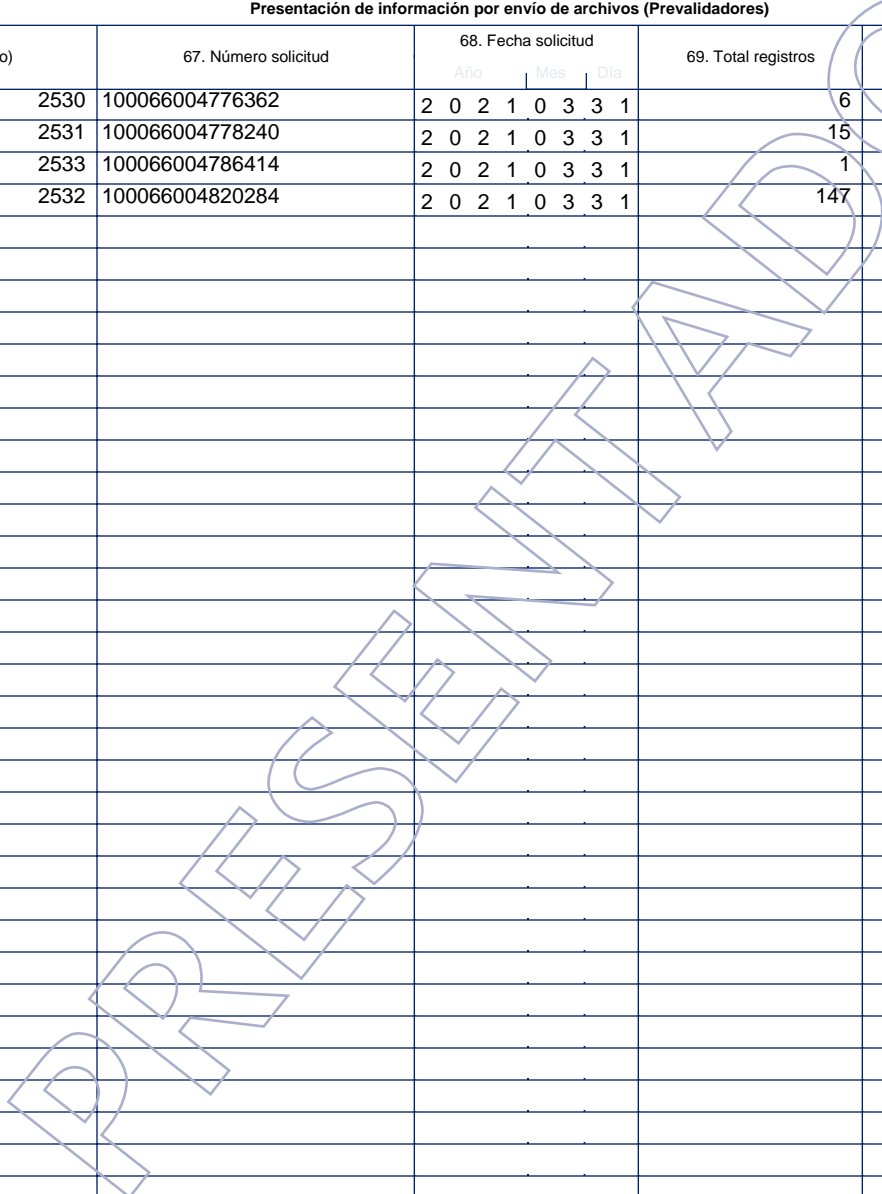 Presentación de información por envío de archivos (Prevalidadores)
o) 67. Número solicitud 68. Fecha solicitud 69. Total registros
Año Mes Día
2530 100066004776362 2 0 2 1 0 3 3 1 6
2531 100066004778240 2 0 2 1 0 3 3 1 15
2533 100066004786414 2 0 2 1 0 3 3 1 1
2532 100066004820284 2 0 2 1 0 3 3 1 147
PRESENTADO